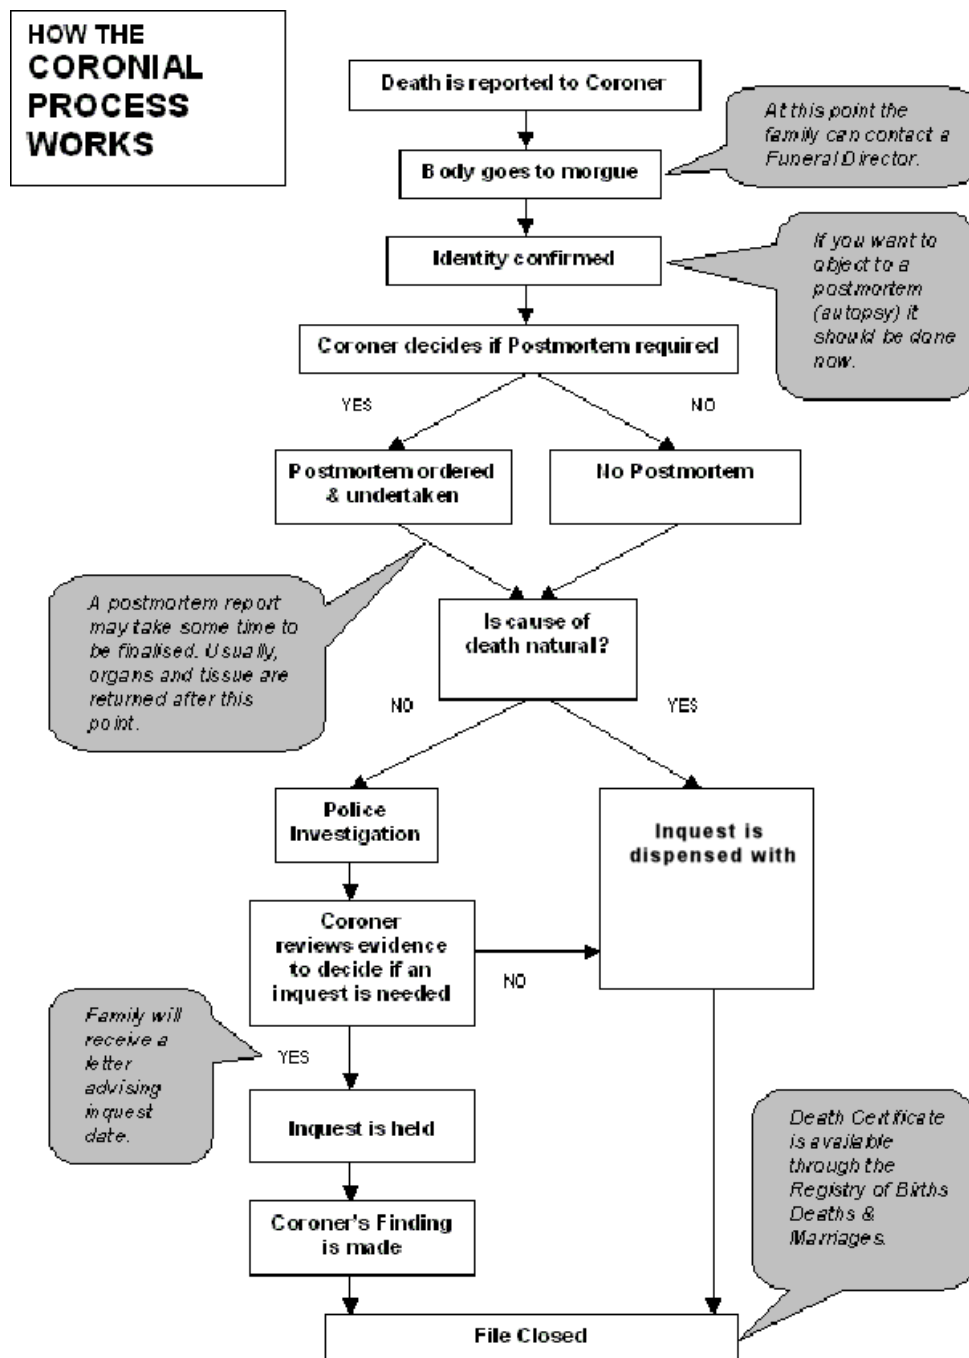 HOW THE
CORONIAL
PROCESS
WORKS
Death is reported to Coroner
At this point the
family can contact a
Funeral Director.
Body goes to morgue
Identity confirmed
If you want to
object to a
postmortem
(autopsy) it
should be done
now.
Coroner decides if Postmortem required
YES
NO
Postmortem ordered
& undertaken
No Postmortem
A postmortem report
may take some time to
be finalised. Usually,
organs and tissue are
returned after this
point.
Is cause of
death natural?
NO
YES
Police
Investigation
Inquest is
dispensed with
Coroner
reviews evidence
to decide if an
inquest is needed
NO
Family will
receive a
letter
advising
inquest
date.
YES
Inquest is held
Coroner's Finding
is made
Death Certificate
is available
through the
Registry of Births
Deaths &
Marriages.
File Closed